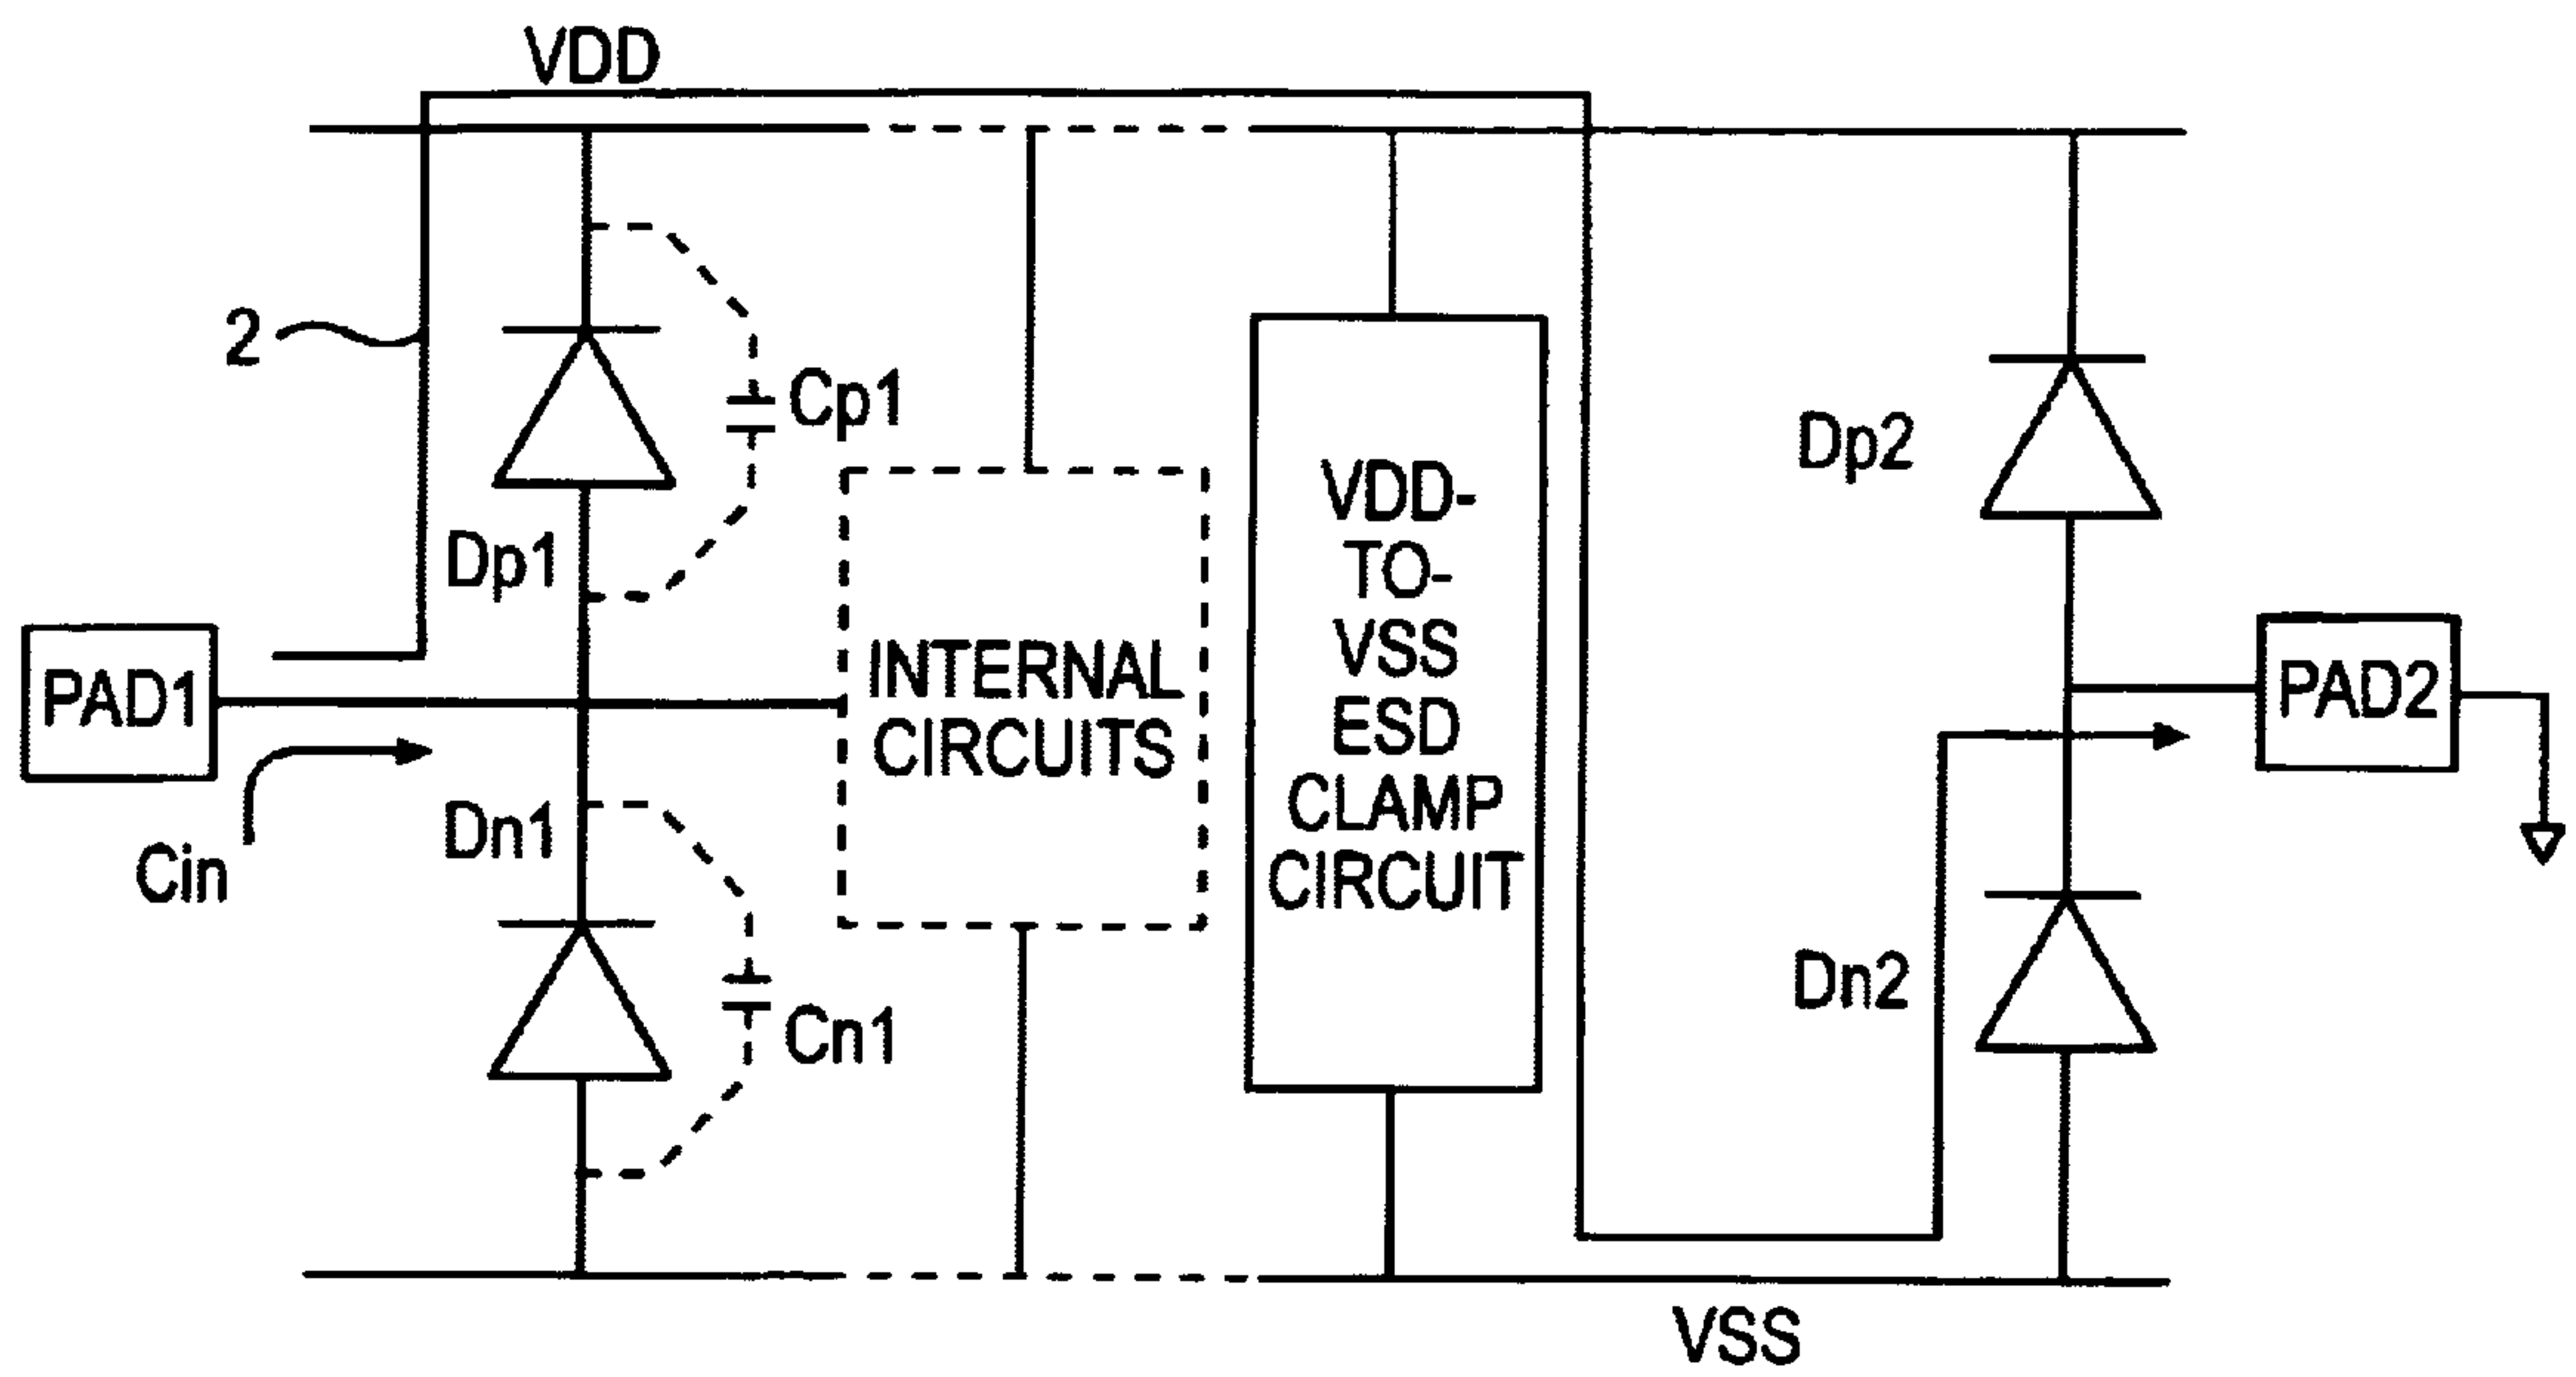 VDD
2
Cp1
Dp1
Dp2
VDD-
TO-
VSS
ESD
CLAMP
CIRCUIT
INTERNAL
CIRCUITS
PAD1
PAD2
Dn1
Cin
Dn2
Cn1
VSS